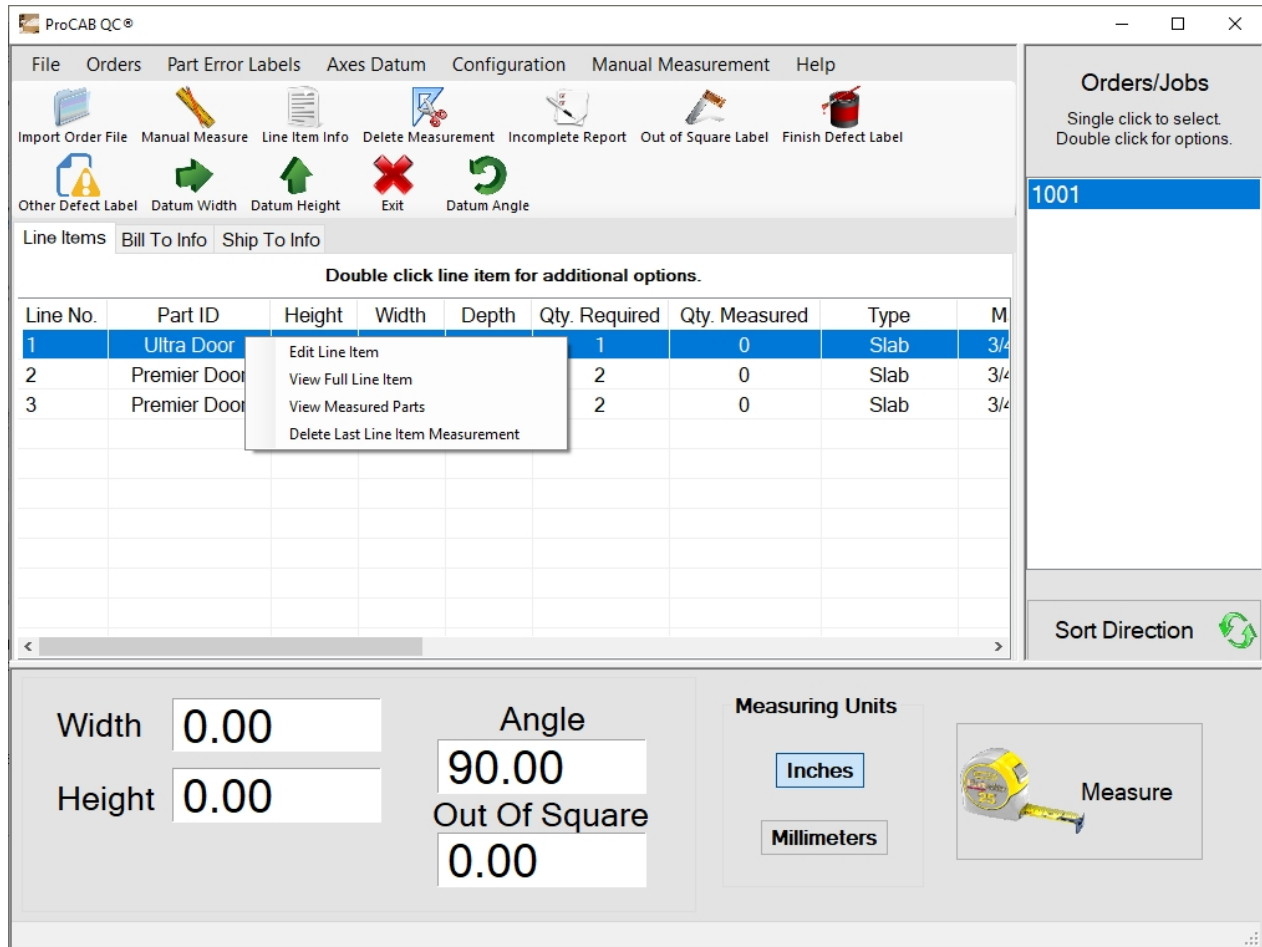 ProCAB QC®
File Orders Part Error Labels Axes Datum Configuration Manual Measurement Help
Import Order File Manual Measure Line Item Info Delete Measurement Incomplete Report Out of Square Label Finish Defect Label
Other Defect Label Datum Width Datum Height Exit Datum Angle
Line Items Bill To Info Ship To Info
Double click line item for additional options.
Line No. Part ID Height Width Depth Qty. Required Qty. Measured Type M
1 Ultra Door 1 0 Slab 3/4
2 Premier Door 2 0 Slab 3/4
3 Premier Door 2 0 Slab 3/4
Edit Line Item
View Full Line Item
View Measured Parts
Delete Last Line Item Measurement
Orders/Jobs
Single click to select.
Double click for options.
1001
Sort Direction
Width 0.00
Height 0.00
Angle
90.00
Out Of Square
0.00
Measuring Units
Inches
Millimeters
Measure